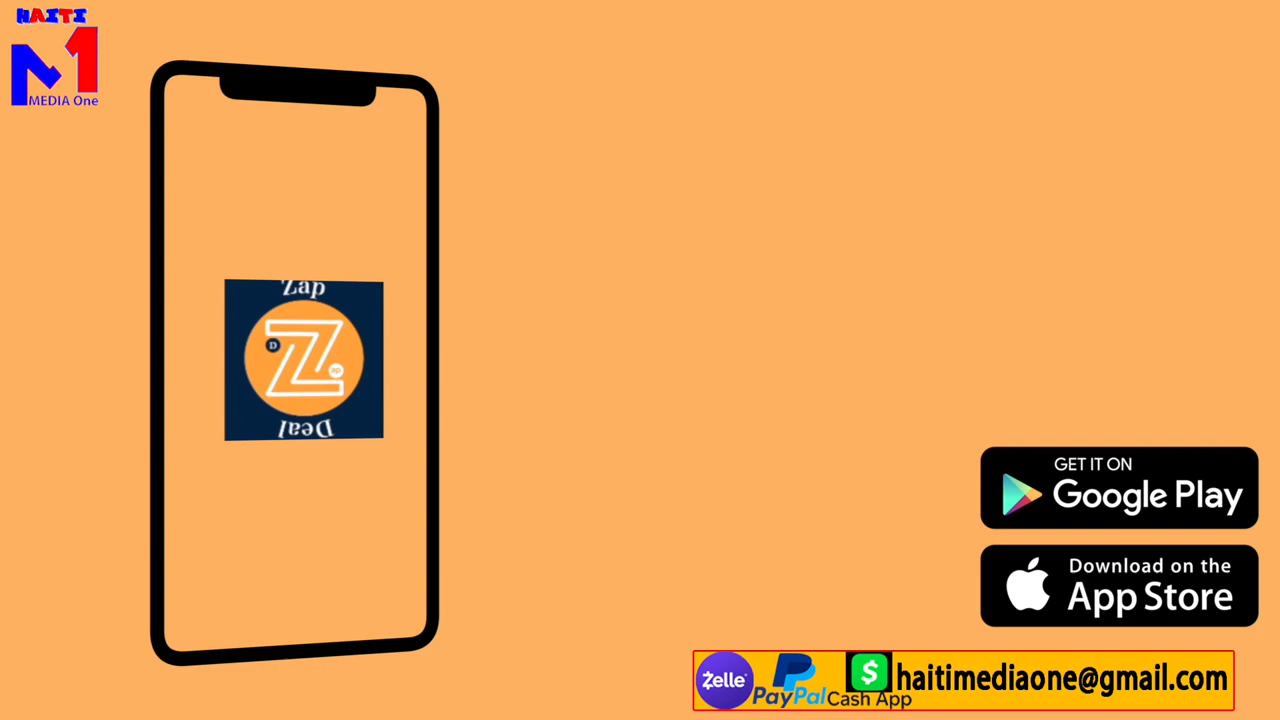 HAITI
M1
MEDIA One
Zap
Z
D
ap
Deal
GET IT ON
Google Play
Download on the
App Store
Zelle
PayPal
$
Cash App
haitimediaone@gmail.com